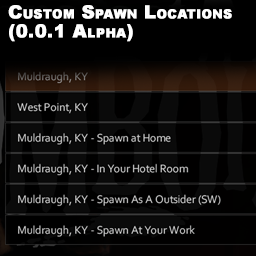 Custom Spawn Locations
(0.0.1 Alpha)
Muldraugh, KY
West Point, KY
Muldraugh, KY - Spawn at Home
Muldraugh, KY - In Your Hotel Room
Muldraugh, KY - Spawn As A Outsider (SW)
Muldraugh, KY - Spawn At Your Work